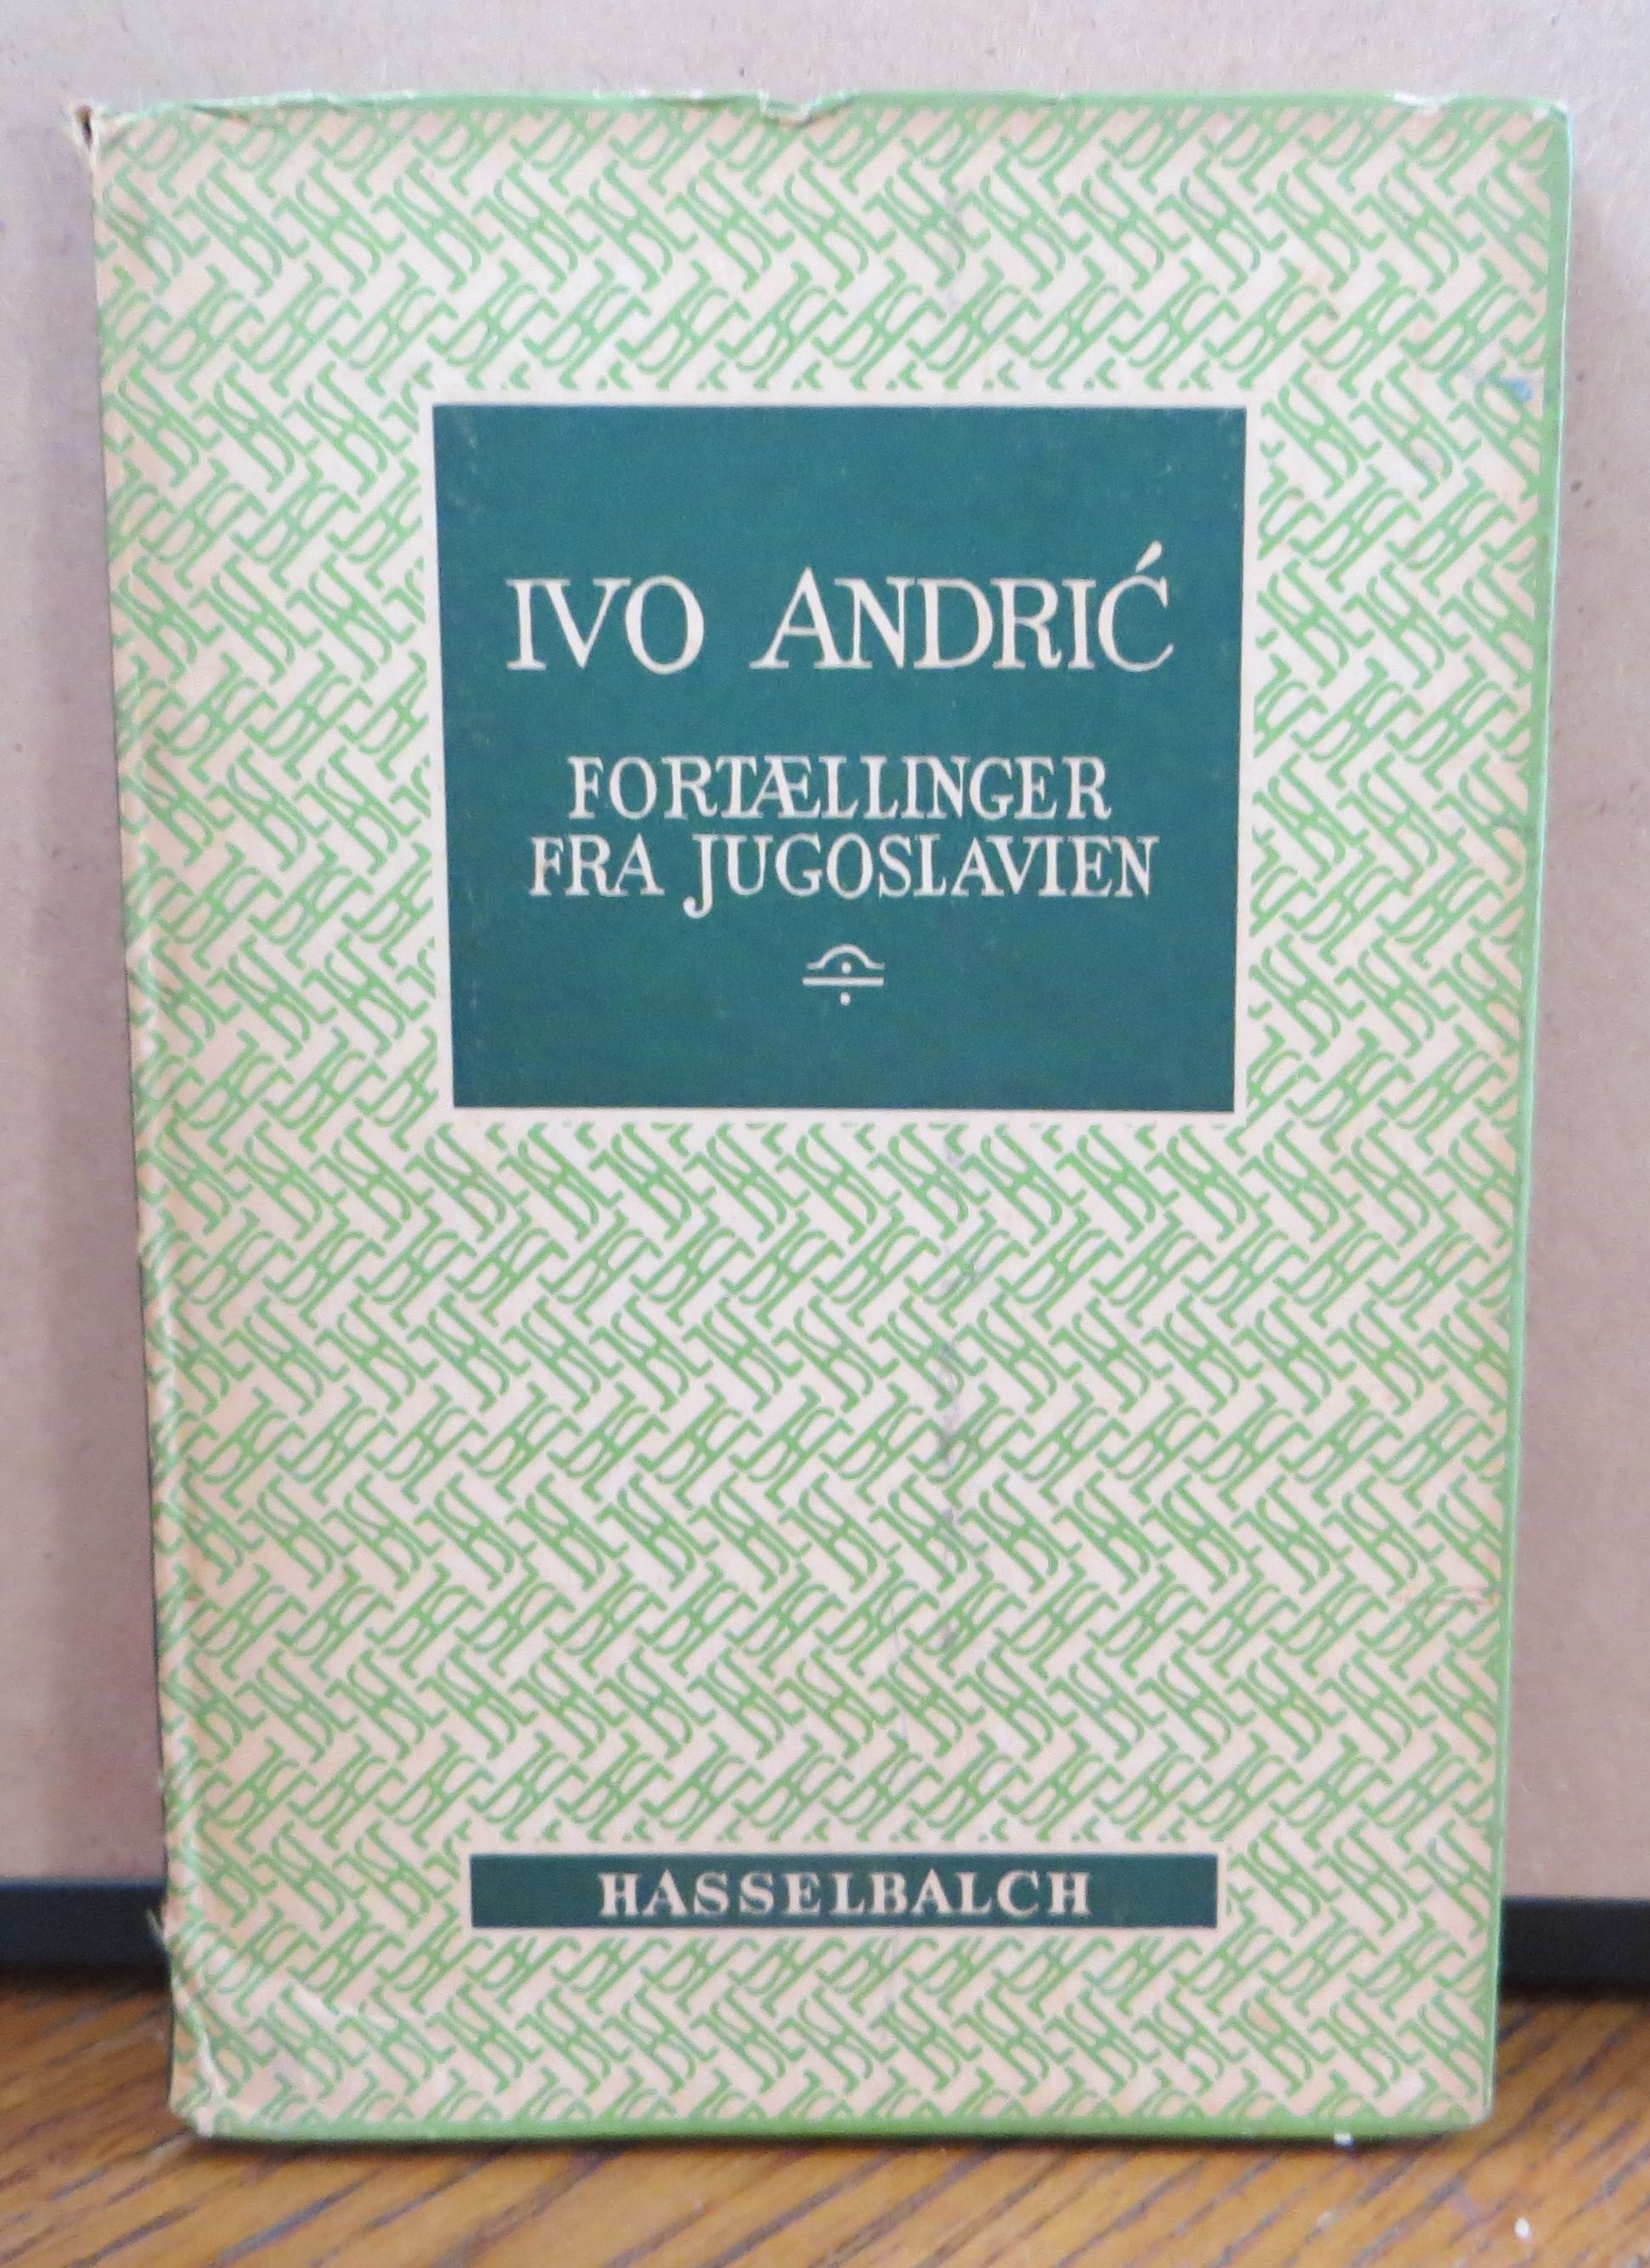 IVO ANDRIĆ
FORTÆLLINGER
FRA JUGOSLAVIEN
HASSELBALCH